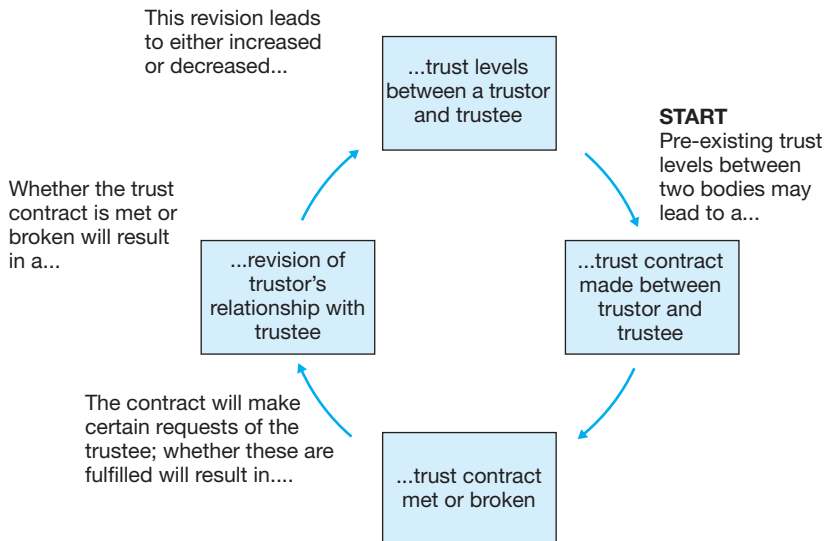 This revision leads
to either increased
or decreased...
...trust levels
between a trustor
and trustee
START
Pre-existing trust
levels between
two bodies may
lead to a...
...trust contract
made between
trustor and
trustee
...trust contract
met or broken
The contract will make
certain requests of the
trustee; whether these are
fulfilled will result in....
...revision of
trustor’s
relationship with
trustee
Whether the trust
contract is met or
broken will result
in a...